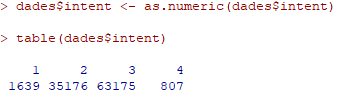 > dades$intent <- as.numeric(dades$intent)
> table(dades$intent)
1 2 3 4
1639 35176 63175 807